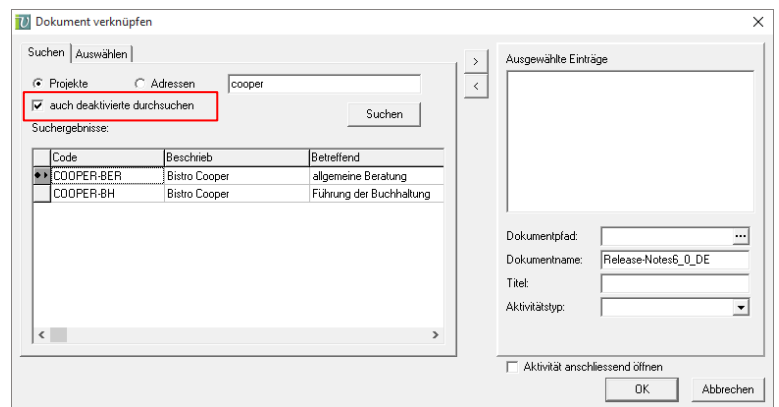 Dokument verknüpfen
Suchen Auswählen
Projekte Adressen cooper
auch deaktivierte durchsuchen
Suchen
Suchergebnisse:
Code Beschrieb Betreffend
COOPER-BER Bistro Cooper allgemeine Beratung
COOPER-BH Bistro Cooper Führung der Buchhaltung
>
<
Ausgewählte Einträge
Dokumentpfad: ...
Dokumentname: Release-Notes6_0_DE
Titel:
Aktivitätstyp:
Aktivität anschliessend öffnen
OK Abbrechen